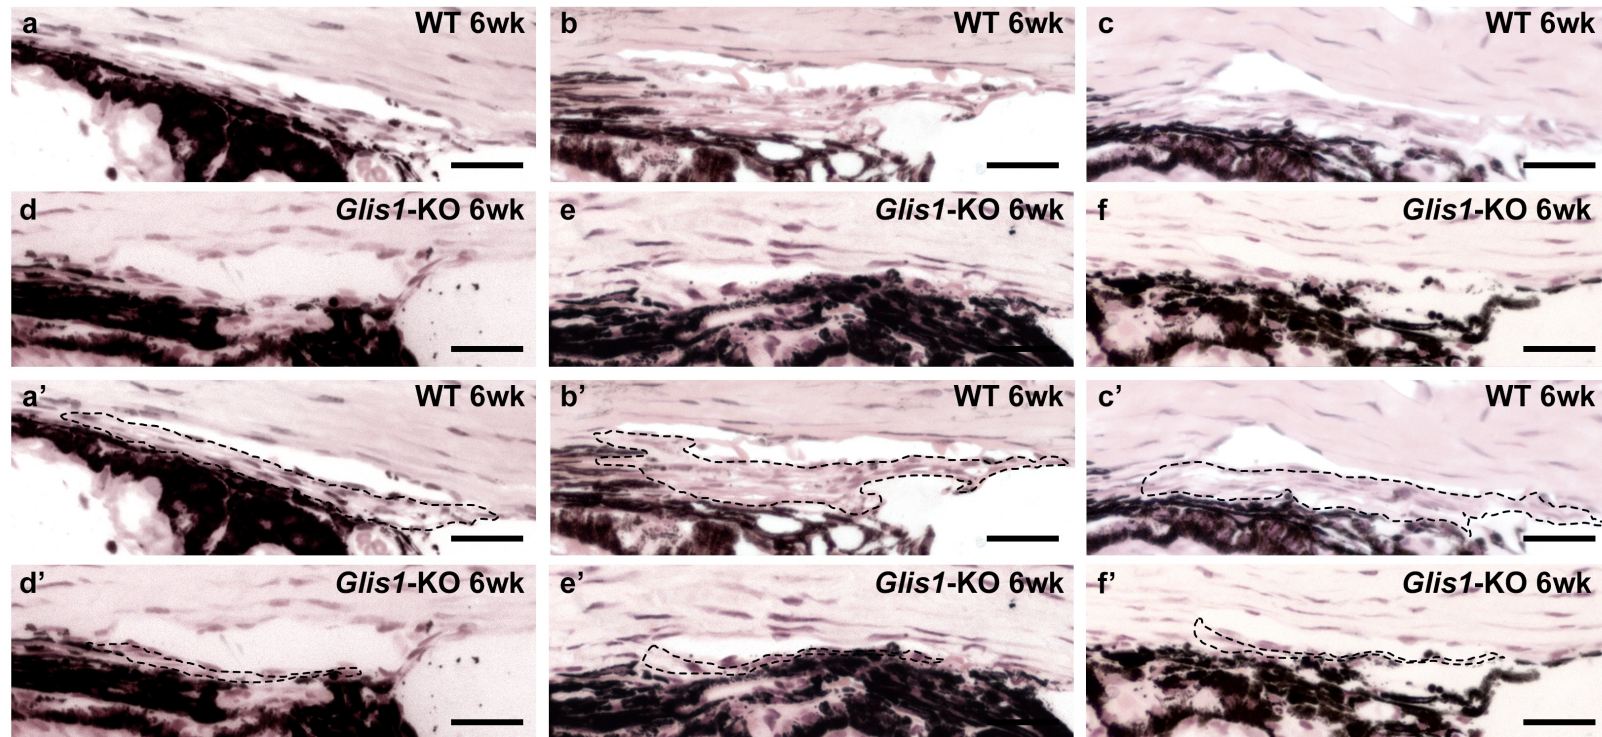 a WT 6wk b WT 6wk c WT 6wk
d Glis1-KO 6wk e Glis1-KO 6wk f Glis1-KO 6wk
a’ WT 6wk b’ WT 6wk c’ WT 6wk
d’ Glis1-KO 6wk e’ Glis1-KO 6wk f’ Glis1-KO 6wk